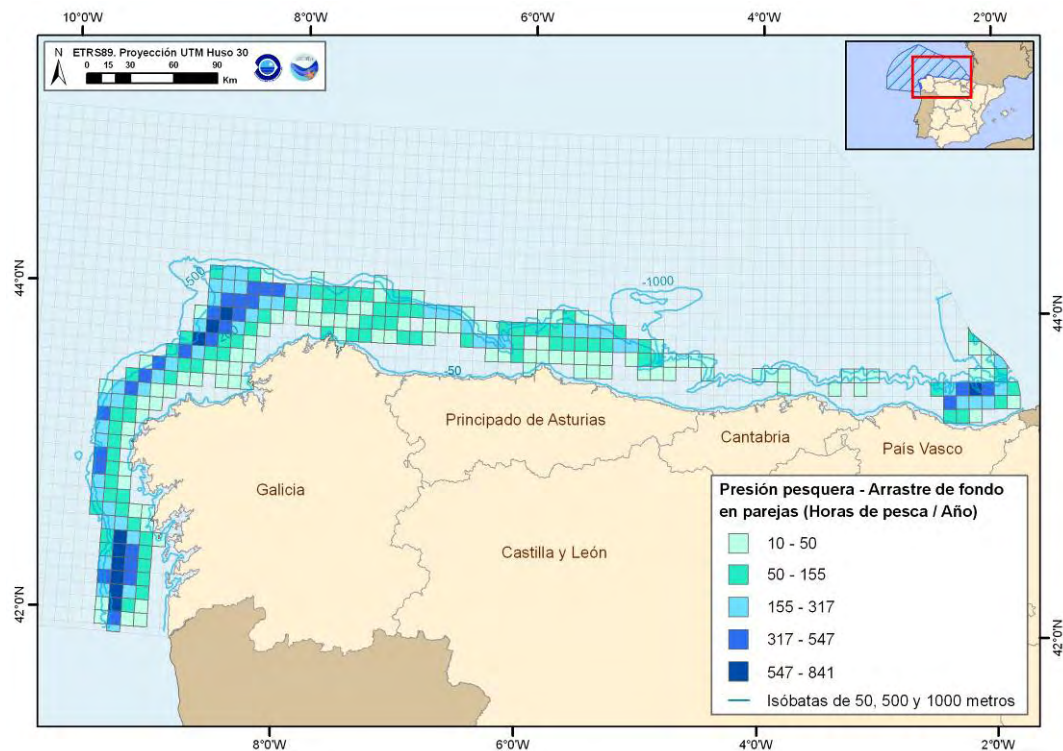 10°0'W 8°0'W 6°0'W 4°0'W 2°0'W
N ETRS89. Proyección UTM Huso 30
0 15 30 60 90
Km
44°0'N
44°0'N
-500
-1000
-50
Principado de Asturias
Cantabria
País Vasco
Galicia
Castilla y León
Presión pesquera - Arrastre de fondo
en parejas (Horas de pesca / Año)
10 - 50
50 - 155
155 - 317
317 - 547
547 - 841
Isóbatas de 50, 500 y 1000 metros
42°0'N
42°0'N
8°0'W 6°0'W 4°0'W 2°0'W